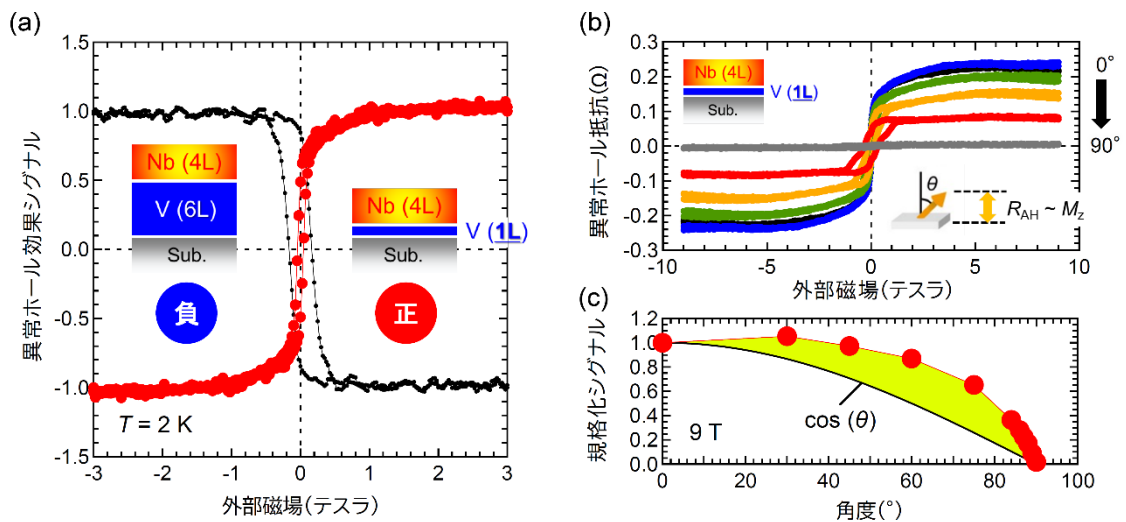 (a)
異常ホール効果シグナル
1.5
1.0
0.5
0.0
-0.5
-1.0
-1.5
Nb (4L)
V (6L)
Sub.
負
Nb (4L)
V (1L)
Sub.
正
T = 2 K
-3
-2
-1
0
1
2
3
外部磁場(テスラ)
(b)
異常ホール抵抗(Ω)
0.3
0.2
0.1
0.0
-0.1
-0.2
-0.3
Nb (4L)
V (1L)
Sub.
0°
90°
θ
RAH ~ Mz
-10
-5
0
5
10
外部磁場(テスラ)
(c)
規格化シグナル
1.2
1.0
0.8
0.6
0.4
0.2
0.0
cos (θ)
9 T
0
20
40
60
80
100
角度(°)